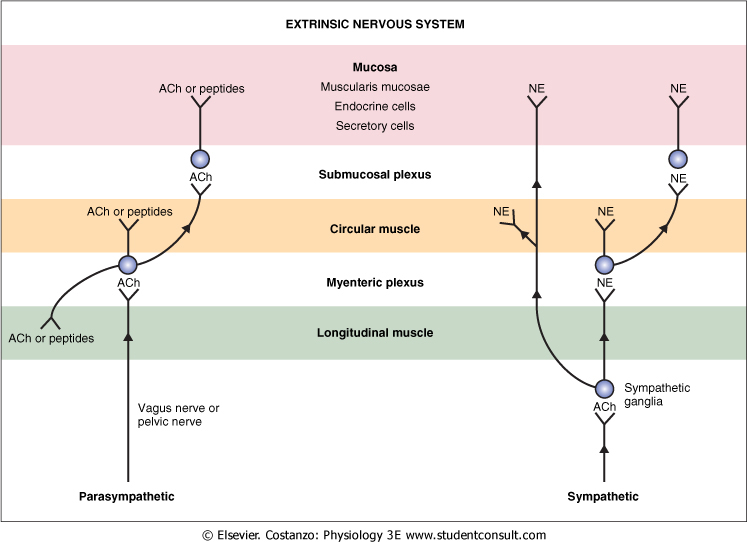 EXTRINSIC NERVOUS SYSTEM
Mucosa
ACh or peptides
Muscularis mucosae
NE
NE
Endocrine cells
Secretory cells
ACh
Submucosal plexus
NE
ACh or peptides
Circular muscle
NE
NE
ACh
Myenteric plexus
NE
ACh or peptides
Longitudinal muscle
Sympathetic
ganglia
ACh
Vagus nerve or
pelvic nerve
Parasympathetic
Sympathetic
© Elsevier. Costanzo: Physiology 3E www.studentconsult.com